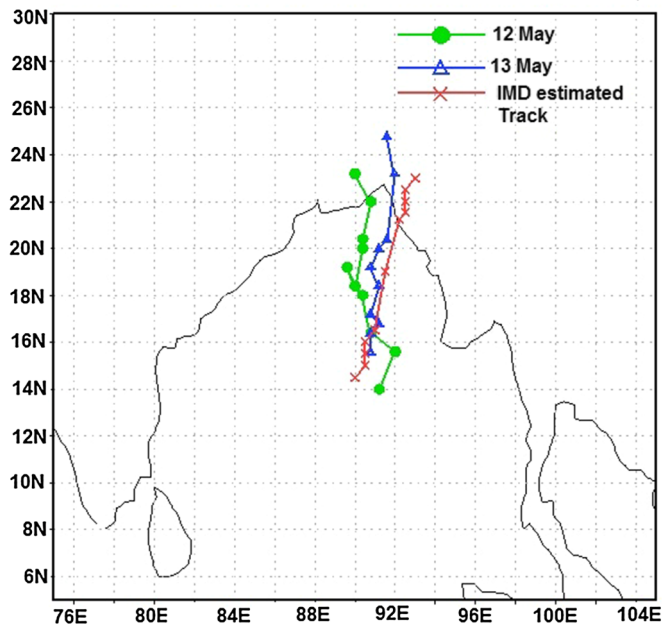 30N
28N
26N
24N
22N
20N
18N
16N
14N
12N
10N
8N
6N
12 May
13 May
IMD estimated
Track
76E 80E 84E 88E 92E 96E 100E 104E